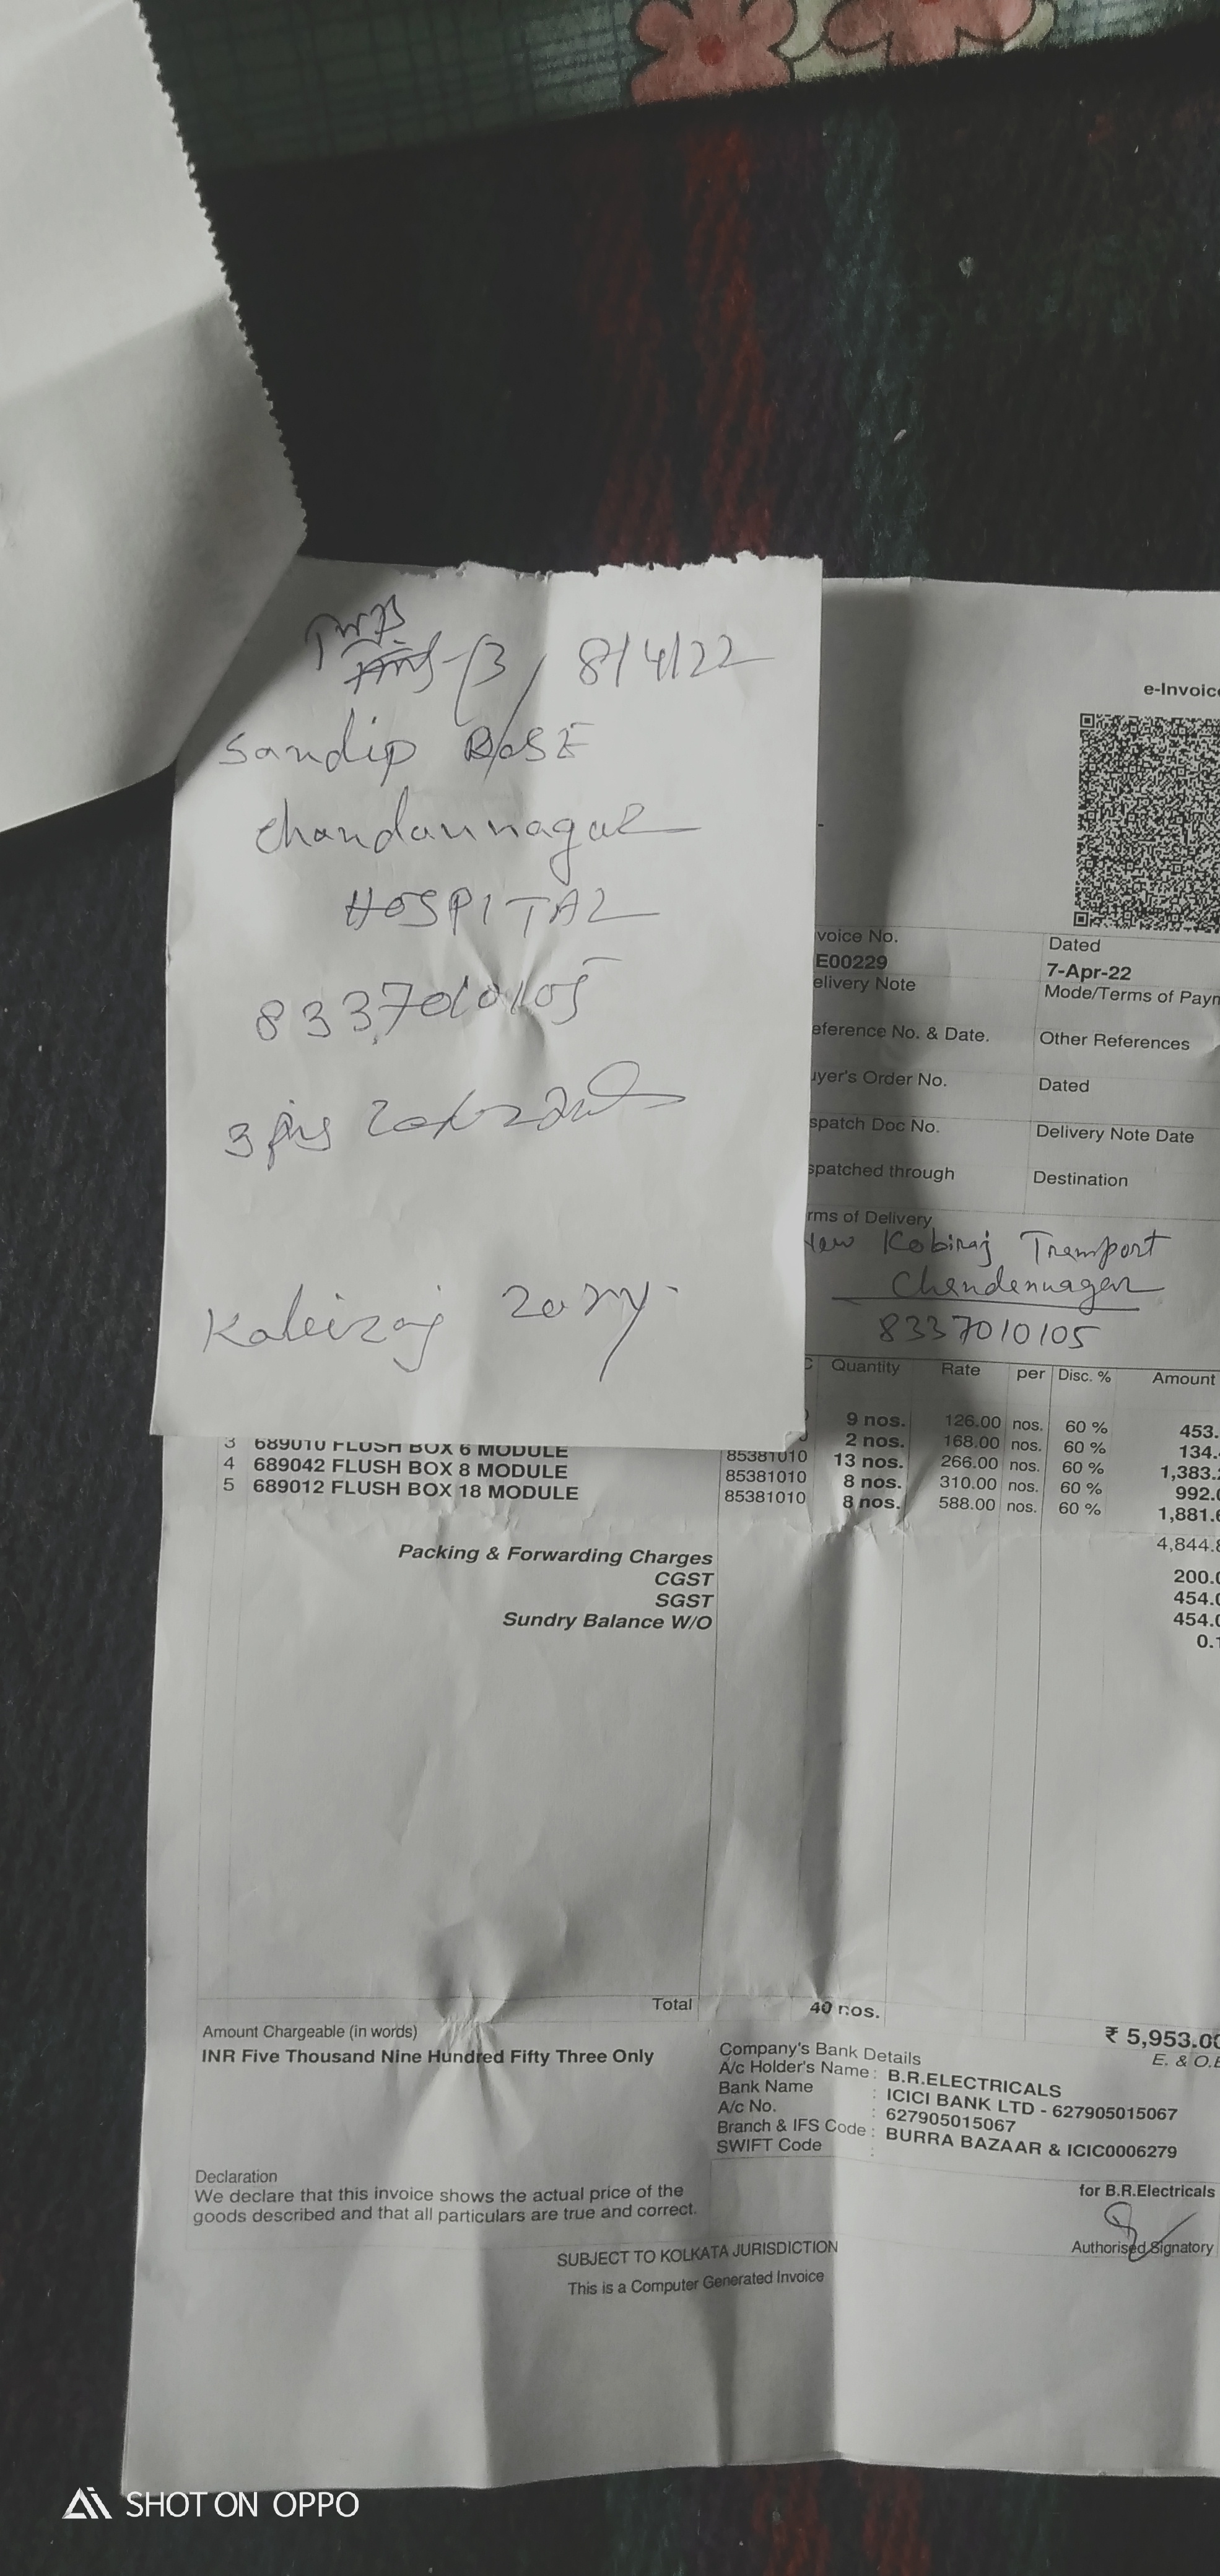 8/4/22
Sandip BOSE
Chandannagar
HOSPITAL
8337010105
3
e-Invoice
voice No.
E00229
Dated
7-Apr-22
elivery Note
Mode/Terms of Paym
eference No. & Date.
Other References
uyer's Order No.
Dated
spatch Doc No.
Delivery Note Date
spatched through
Destination
rms of Delivery
New Kobiraj Transport
Chandennagar
8337010105
Quantity Rate per Disc. % Amount
9 nos. 126.00 nos. 60 % 453.
2 nos. 168.00 nos. 60 % 134.
3 689010 FLUSH BOX 6 MODULE 85381010 13 nos. 266.00 nos. 60 % 1,383.2
4 689042 FLUSH BOX 8 MODULE 85381010 8 nos. 310.00 nos. 60 % 992.0
5 689012 FLUSH BOX 18 MODULE 85381010 8 nos. 588.00 nos. 60 % 1,881.6
4,844.8
Packing & Forwarding Charges 200.0
CGST 454.0
SGST 454.0
Sundry Balance W/O 0.1
Total 40 nos. ₹ 5,953.00
Amount Chargeable (in words) E. & O.E
INR Five Thousand Nine Hundred Fifty Three Only
Company's Bank Details
A/c Holder's Name : B.R.ELECTRICALS
Bank Name : ICICI BANK LTD - 627905015067
A/c No. : 627905015067
Branch & IFS Code : BURRA BAZAAR & ICIC0006279
SWIFT Code :
Declaration
We declare that this invoice shows the actual price of the
goods described and that all particulars are true and correct.
for B.R.Electricals
Authorised Signatory
SUBJECT TO KOLKATA JURISDICTION
This is a Computer Generated Invoice
SHOT ON OPPO